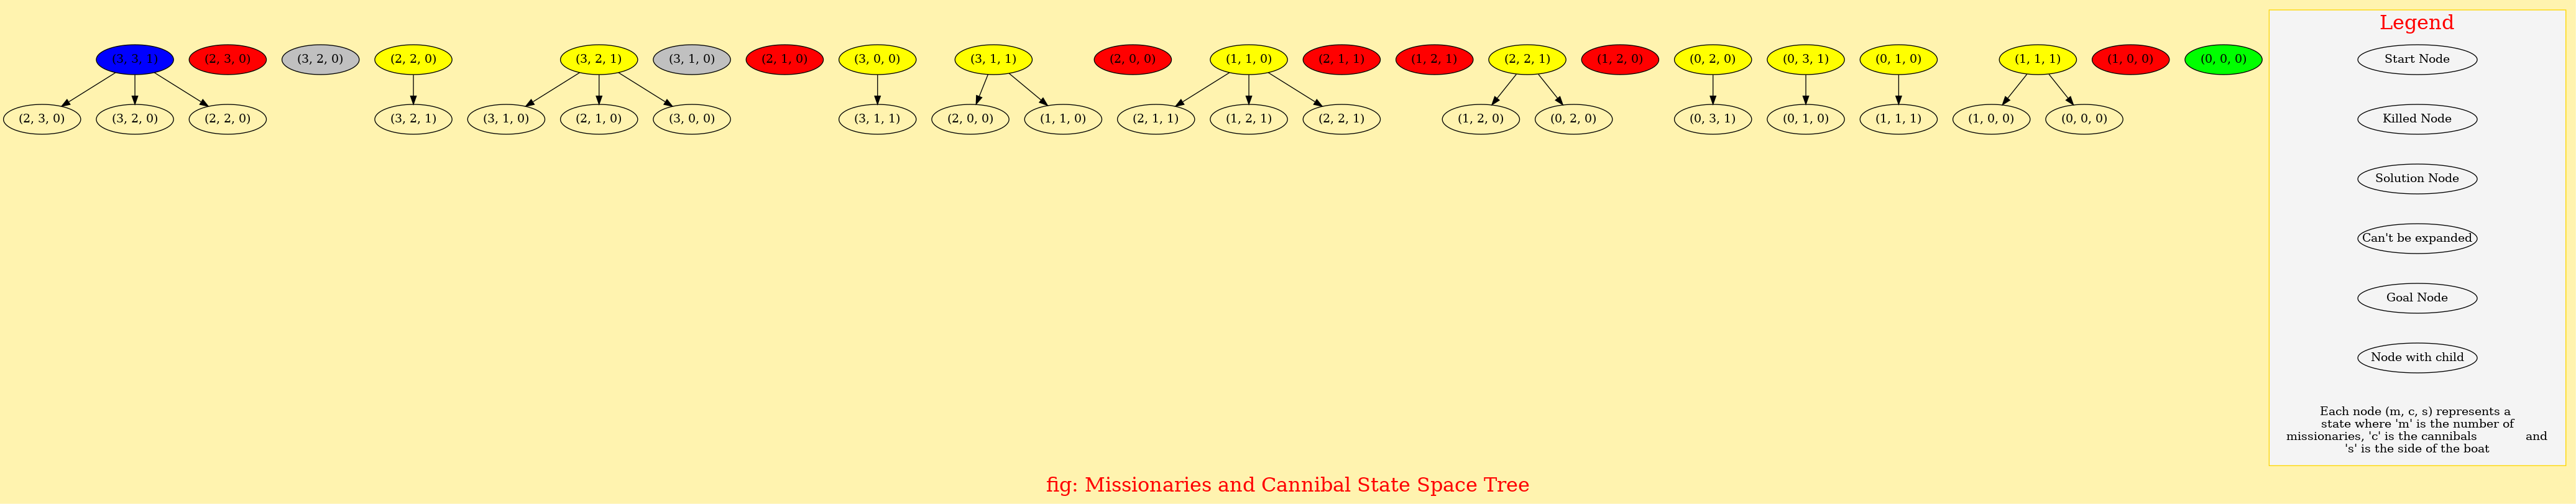 Legend
(3, 3, 1) (2, 3, 0) (3, 2, 0) (2, 2, 0) (3, 2, 1) (3, 1, 0) (2, 1, 0) (3, 0, 0) (3, 1, 1) (2, 0, 0) (1, 1, 0) (2, 1, 1) (1, 2, 1) (2, 2, 1) (1, 2, 0) (0, 2, 0) (0, 3, 1) (0, 1, 0) (1, 1, 1) (1, 0, 0) (0, 0, 0) Start Node
(2, 3, 0) (3, 2, 0) (2, 2, 0) (3, 2, 1) (3, 1, 0) (2, 1, 0) (3, 0, 0) (3, 1, 1) (2, 0, 0) (1, 1, 0) (2, 1, 1) (1, 2, 1) (2, 2, 1) (1, 2, 0) (0, 2, 0) (0, 3, 1) (0, 1, 0) (1, 1, 1) (1, 0, 0) (0, 0, 0) Killed Node
Solution Node
Can't be expanded
Goal Node
Node with child
Each node (m, c, s) represents a
state where 'm' is the number of
missionaries, 'c' is the cannibals and
's' is the side of the boat
fig: Missionaries and Cannibal State Space Tree